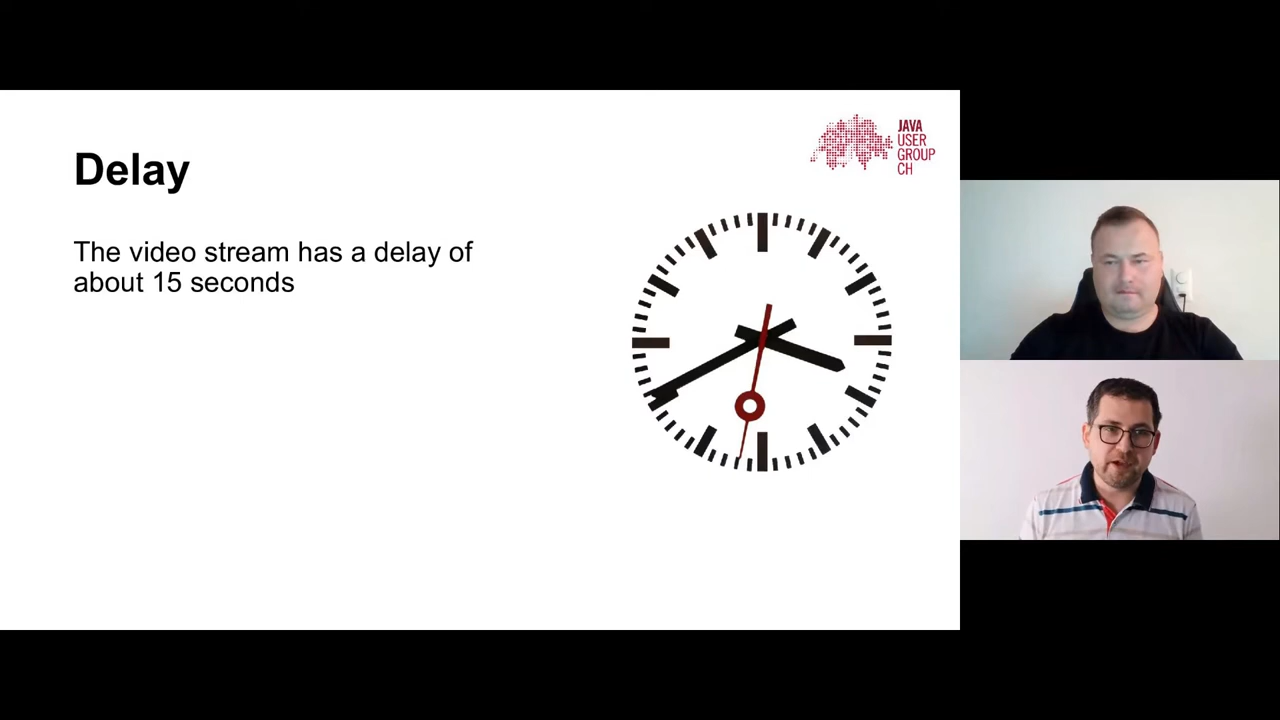 Delay
The video stream has a delay of
about 15 seconds
JAVA
USER
GROUP
CH